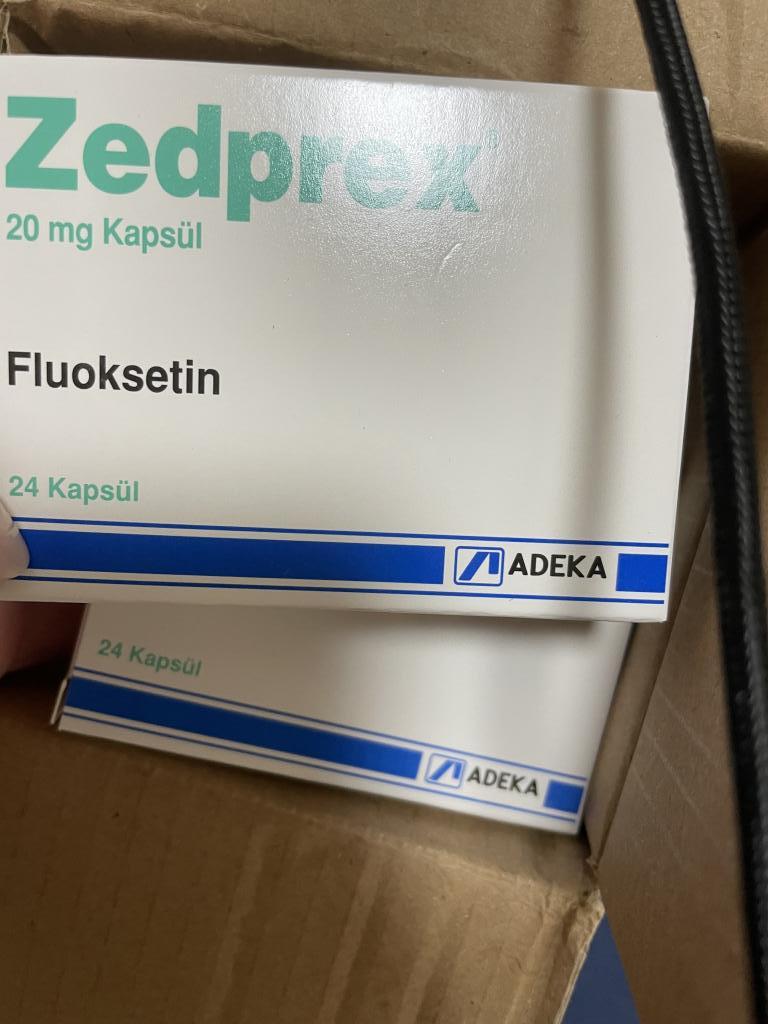 Zedprex®
20 mg Kapsül
Fluoksetin
24 Kapsül
ADEKA
24 Kapsül
ADEKA